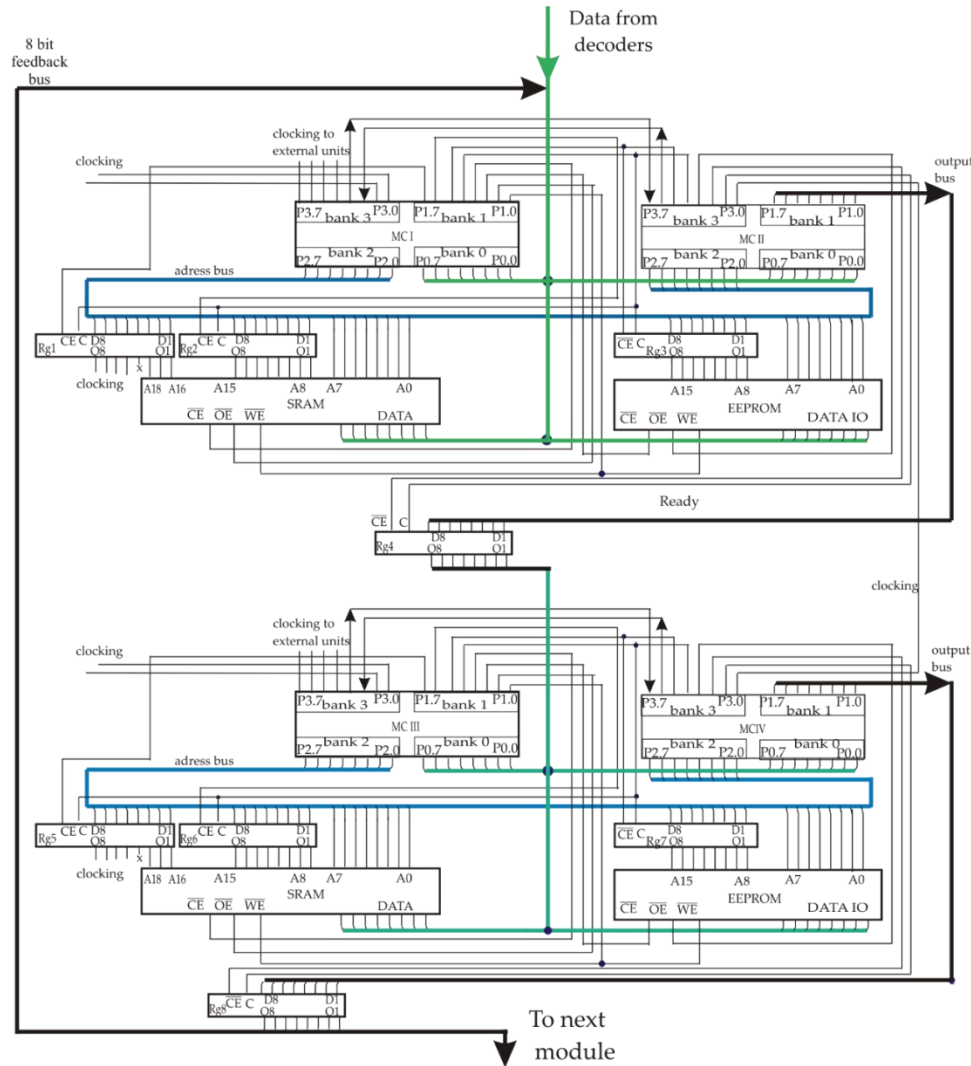 8 bit
feedback
bus
Data from
decoders
clocking to
external units
clocking
output
bus
P3.7 bank 3 P3.0 P1.7 bank 1 P1.0
MC I
P2.7 bank 2 P2.0 P0.7 bank 0 P0.0
P3.7 bank 3 P3.0 P1.7 bank 1 P1.0
MC II
P2.7 bank 2 P2.0 P0.7 bank 0 P0.0
adress bus
Rg1 CE C D8 D1
O8 O1
Rg2 CE C D8 D1
O8 O1
CE C D8 D1
Rg3 O8 O1
clocking
x
A18 A16 A15 A8 A7 A0
SRAM
CE OE WE DATA
A15 A8 A7 A0
EEPROM
CE OE WE DATA IO
Ready
CE C
Rg4 D8 D1
O8 O1
clocking
clocking to
external units
clocking
output
bus
P3.7 bank 3 P3.0 P1.7 bank 1 P1.0
MC III
P2.7 bank 2 P2.0 P0.7 bank 0 P0.0
P3.7 bank 3 P3.0 P1.7 bank 1 P1.0
MCIV
P2.7 bank 2 P2.0 P0.7 bank 0 P0.0
adress bus
Rg5 CE C D8 D1
O8 O1
Rg6 CE C D8 D1
O8 O1
CE C D8 D1
Rg7 O8 O1
clocking
x
A18 A16 A15 A8 A7 A0
SRAM
CE OE WE DATA
A15 A8 A7 A0
EEPROM
CE OE WE DATA IO
Rg8 CE C D8 D1
O8 O1
To next
module